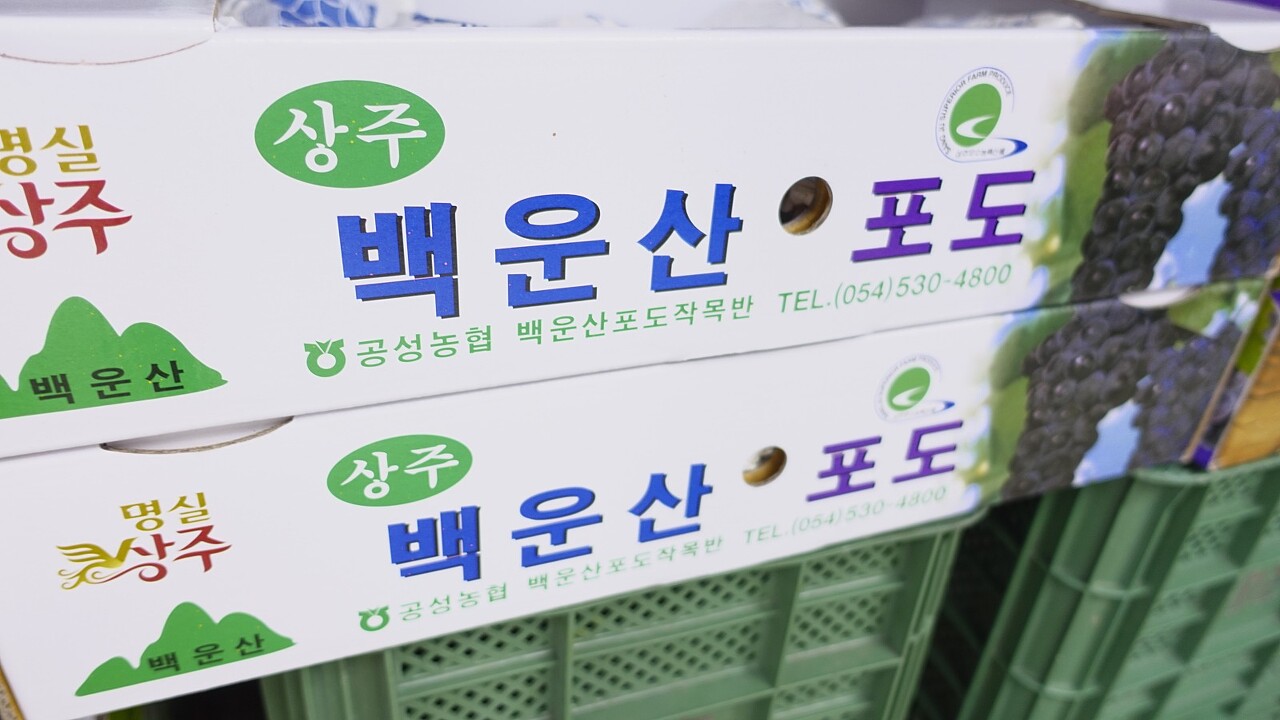 명실
상주
상주
SUPERIOR FARM PRODUCE
백운산 포도
공성농협 백운산포도작목반 TEL.(054)530-4800
백운산
명실
상주
상주
백운산 포도
공성농협 백운산포도작목반 TEL.(054)530-4800
백운산